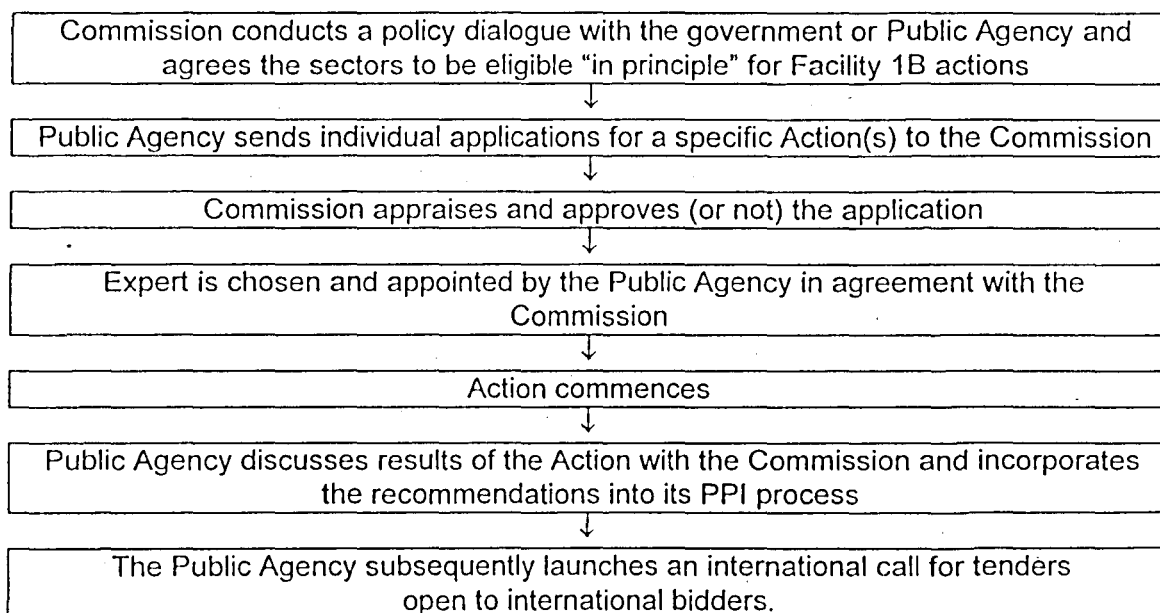 Commission conducts a policy dialogue with the government or Public Agency and
agrees the sectors to be eligible “in principle” for Facility 1B actions
↓
Public Agency sends individual applications for a specific Action(s) to the Commission
↓
Commission appraises and approves (or not) the application
↓
Expert is chosen and appointed by the Public Agency in agreement with the
Commission
↓
Action commences
↓
Public Agency discusses results of the Action with the Commission and incorporates
the recommendations into its PPI process
↓
The Public Agency subsequently launches an international call for tenders
open to international bidders.